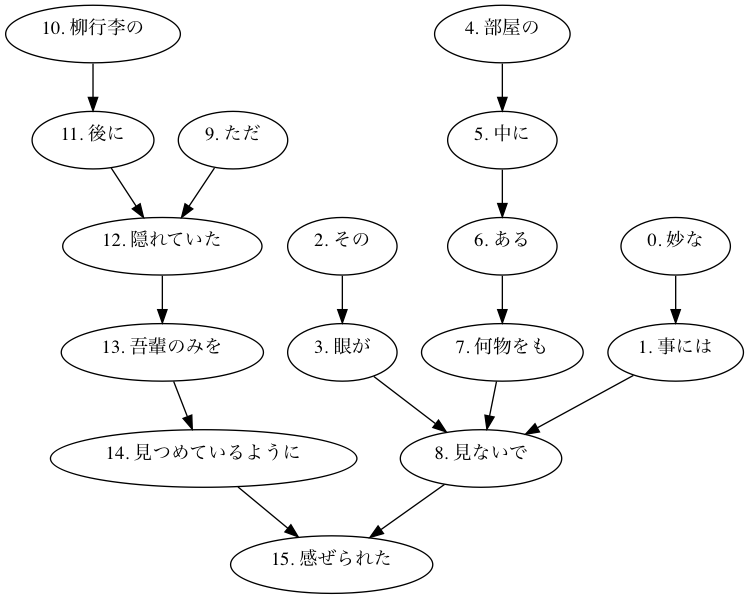 10. 柳行李の
4. 部屋の
11. 後に
9. ただ
5. 中に
12. 隠れていた
2. その
6. ある
0. 妙な
13. 吾輩のみを
3. 眼が
7. 何物をも
1. 事には
14. 見つめているように
8. 見ないで
15. 感ぜられた